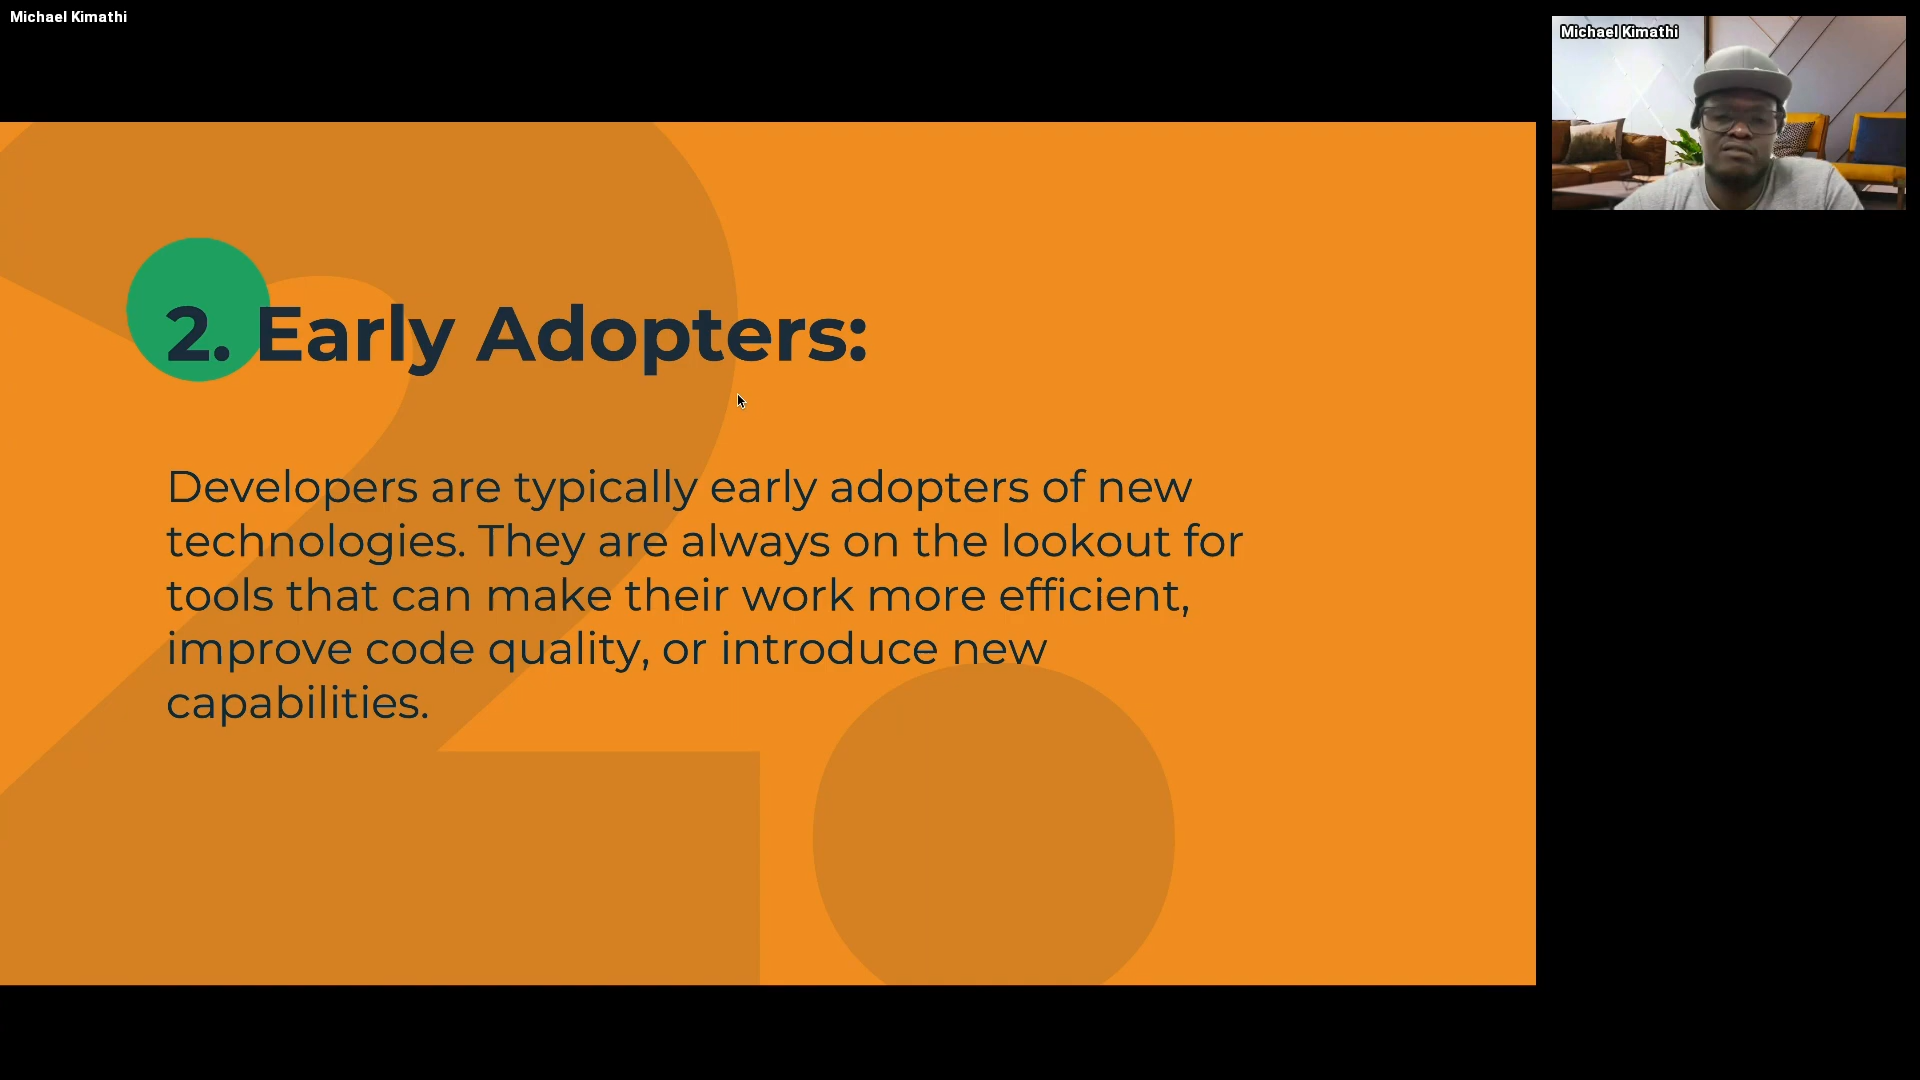 Michael Kimathi
Michael Kimathi
2. Early Adopters:
Developers are typically early adopters of new
technologies. They are always on the lookout for
tools that can make their work more efficient,
improve code quality, or introduce new
capabilities.